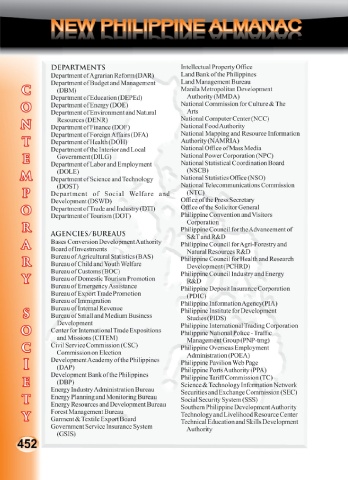 NEW PHILIPPINE ALMANAC
DEPARTMENTS
Department of Agrarian Reform (DAR)
Department of Budget and Management
(DBM)
Department of Education (DEPEd)
Department of Energy (DOE)
Department of Environment and Natural
Resources (DENR)
Department of Finance (DOF)
Department of Foreign Affairs (DFA)
Department of Health (DOH)
Department of the Interior and Local
Government (DILG)
Department of Labor and Employment
(DOLE)
Department of Science and Technology
(DOST)
Department of Social Welfare and
Development (DSWD)
Department of Trade and Industry (DTI)
Department of Tourism (DOT)
AGENCIES/BUREAUS
Bases Conversion Development Authority
Board of Investments
Bureau of Agricultural Statistics (BAS)
Bureau of Child and Youth Welfare
Bureau of Customs (BOC)
Bureau of Domestic Tourism Promotion
Bureau of Emergency Assistance
Bureau of Export Trade Promotion
Bureau of Immigration
Bureau of Internal Revenue
Bureau of Small and Medium Business
Development
Center for International Trade Expositions
and Missions (CITEM)
Civil Service Commission (CSC)
Commission on Election
Development Academy of the Philippines
(DAP)
Development Bank of the Philippines
(DBP)
Energy Industry Administration Bureau
Energy Planning and Monitoring Bureau
Energy Resources and Development Bureau
Forest Management Bureau
Garment & Textile Export Board
Government Service Insurance System
(GSIS)
Intellectual Property Office
Land Bank of the Philippines
Land Management Bureau
Manila Metropolitan Development
Authority (MMDA)
National Commission for Culture & The
Arts
National Computer Center (NCC)
National Food Authority
National Mapping and Resource Information
Authority (NAMRIA)
National Office of Mass Media
National Power Corporation (NPC)
National Statistical Coordination Board
(NSCB)
National Statistics Office (NSO)
National Telecommunications Commission
(NTC)
Office of the Press Secretary
Office of the Solicitor General
Philippine Convention and Visitors
Corporation
Philippine Council for the Advancement of
S&T and R&D
Philippine Council for Agri-Forestry and
Natural Resources R&D
Philippine Council for Health and Research
Development (PCHRD)
Philippine Council Industry and Energy
R&D
Philippine Deposit Insurance Corporation
(PDIC)
Philippine Information Agency (PIA)
Philippine Institute for Development
Studies (PIDS)
Philippine International Trading Corporation
Philippine National Police - Traffic
Management Group (PNP-tmg)
Philippine Overseas Employment
Administration (POEA)
Philippine Pavilion Web Page
Philippine Ports Authority (PPA)
Philippine Tariff Commission (TC)
Science & Technology Information Network
Securities and Exchange Commission (SEC)
Social Security System (SSS)
Southern Philippine Development Authority
Technology and Livelihood Resource Center
Technical Education and Skills Development
Authority
CONTEMPORARY
SOCIETY
452